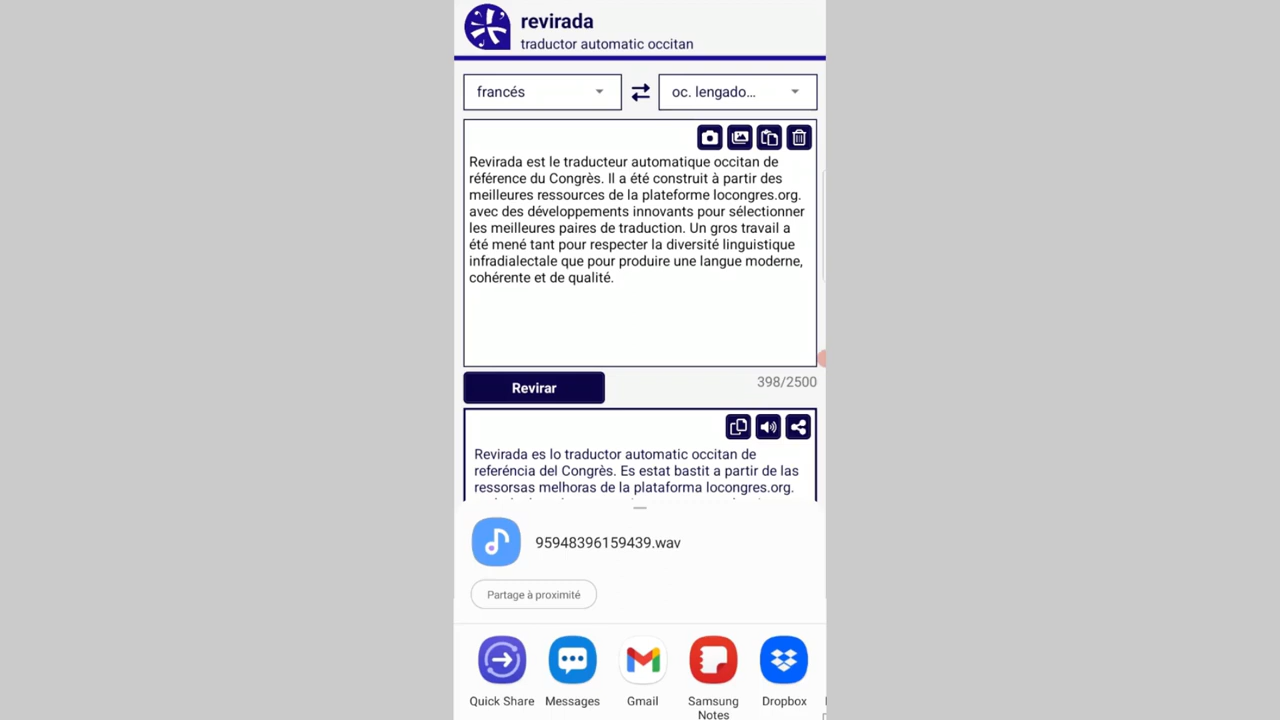 revirada
traductor automatic occitan
francés
oc. lengado...
Revirada est le traducteur automatique occitan de
référence du Congrès. Il a été construit à partir des
meilleures ressources de la plateforme locongres.org.
avec des développements innovants pour sélectionner
les meilleures paires de traduction. Un gros travail a
été mené tant pour respecter la diversité linguistique
infradialectale que pour produire une langue moderne,
cohérente et de qualité.
Revirar
398/2500
Revirada es lo traductor automatic occitan de
referéncia del Congrès. Es estat bastit a partir de las
ressorsas melhoras de la plataforma locongres.org.
95948396159439.wav
Partage à proximité
Quick Share
Messages
Gmail
Samsung
Notes
Dropbox